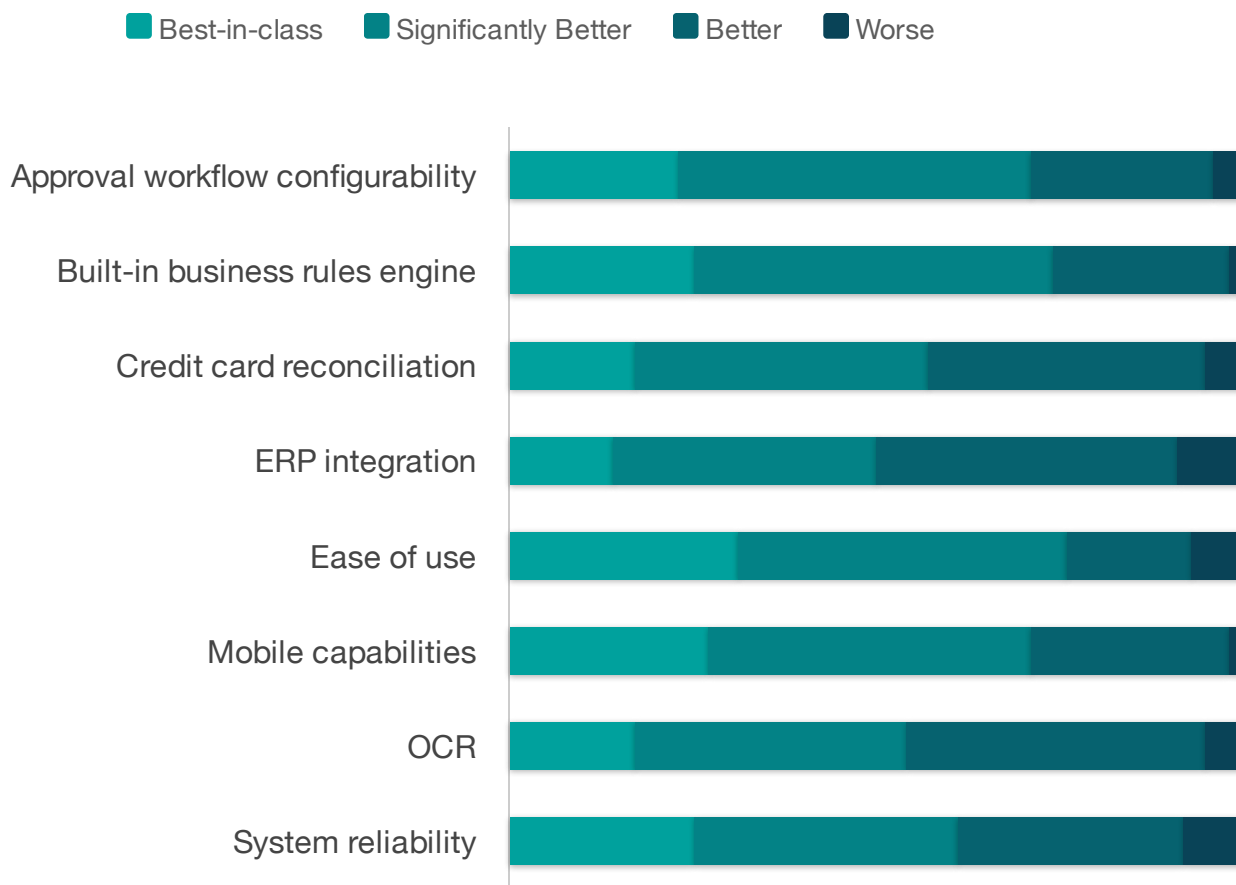 Best-in-class Significantly Better Better Worse
Approval workflow configurability
Built-in business rules engine
Credit card reconciliation
ERP integration
Ease of use
Mobile capabilities
OCR
System reliability